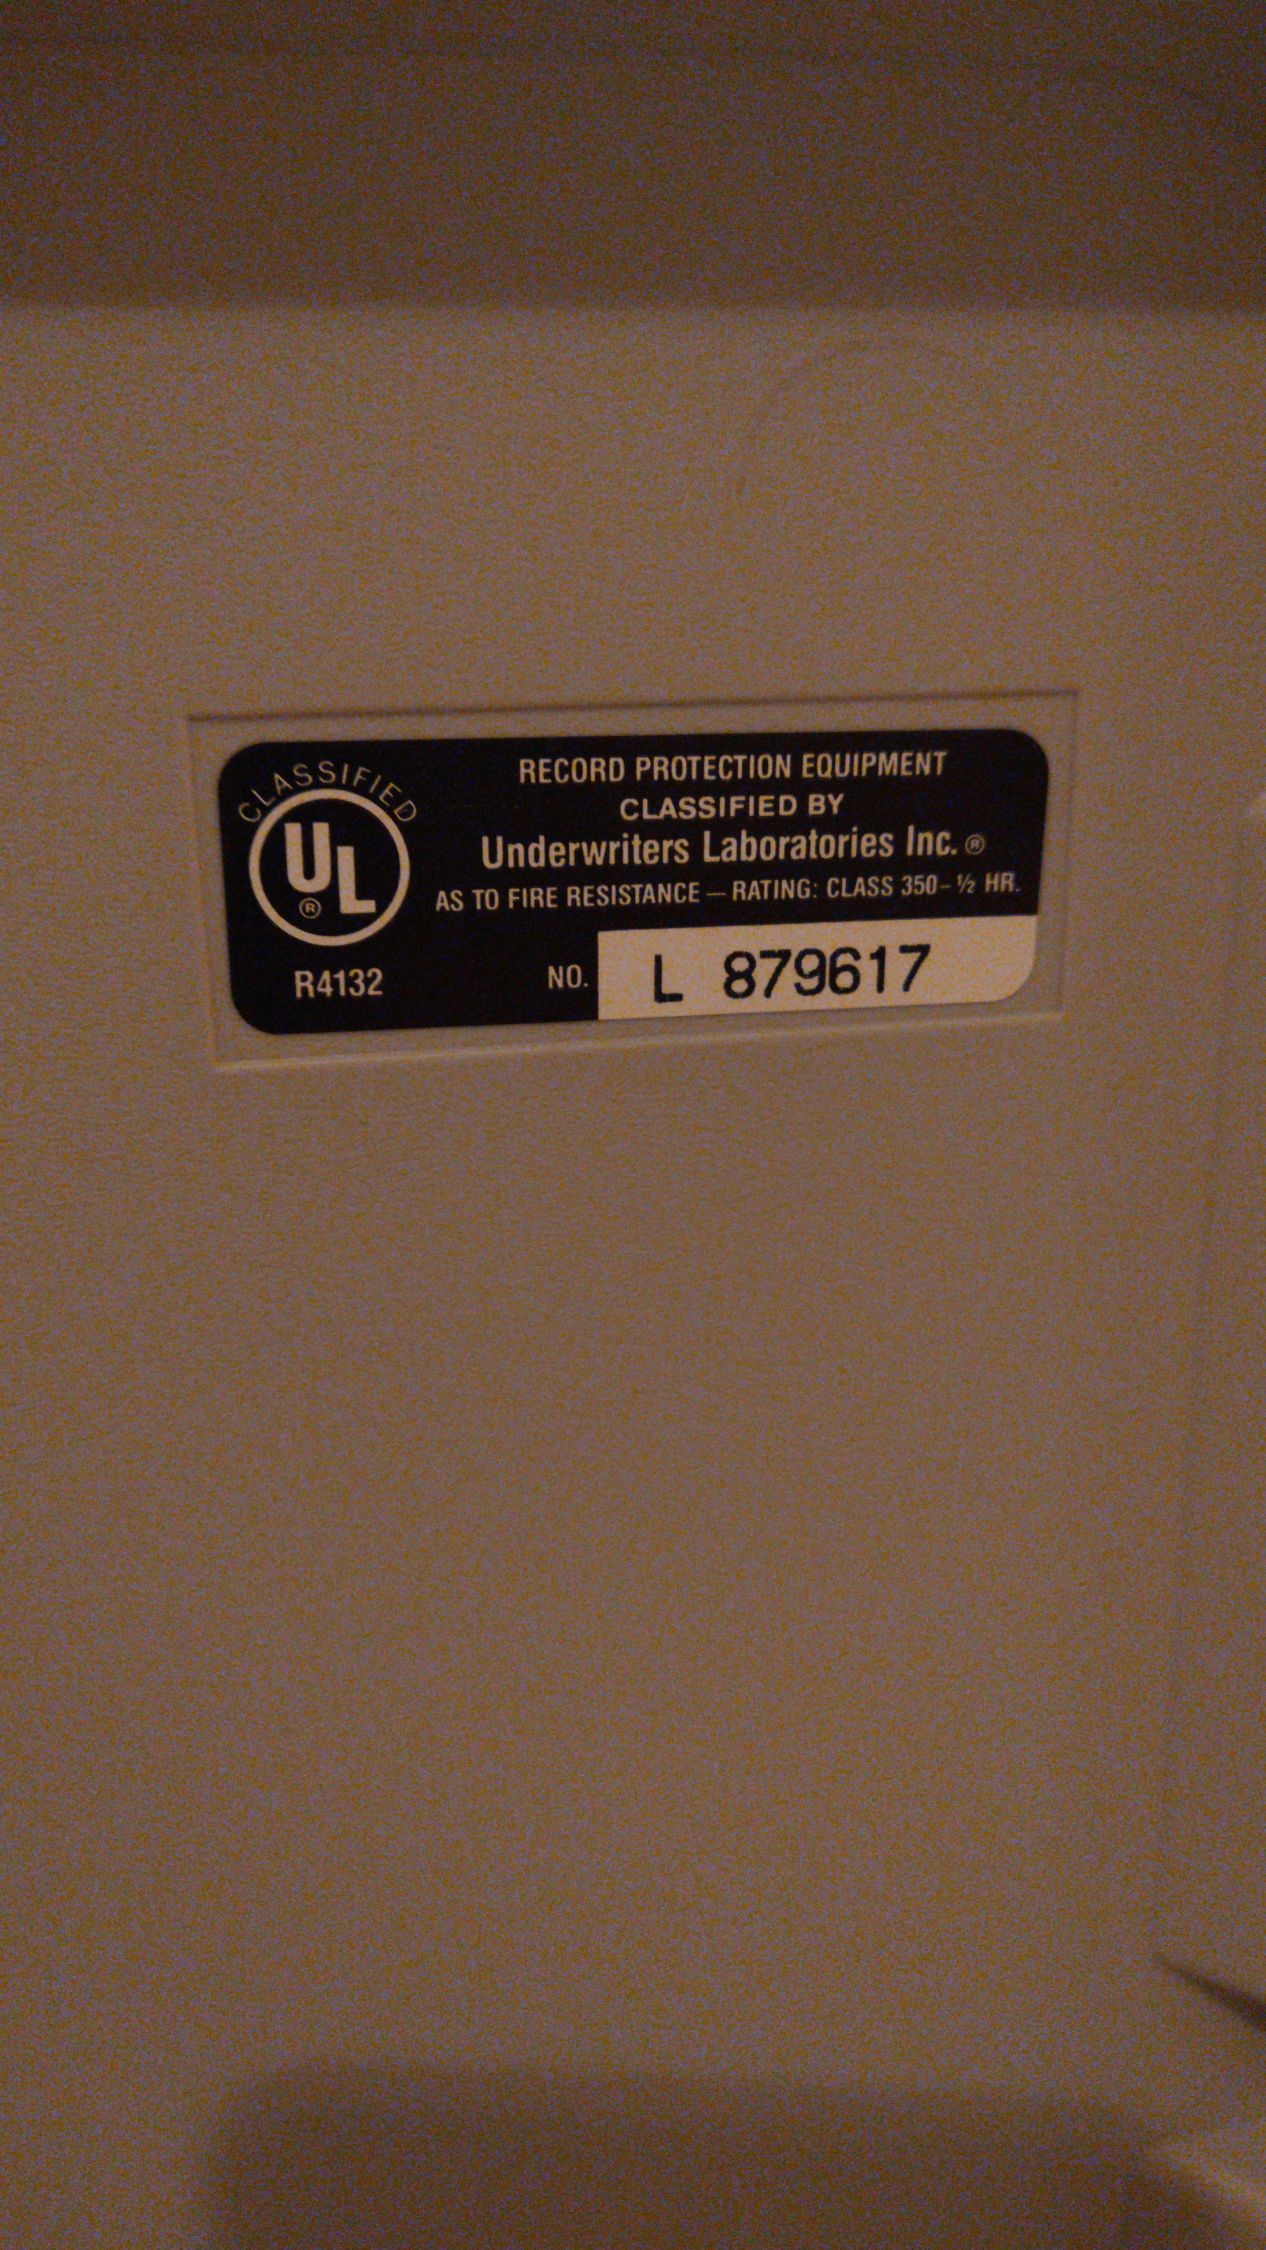 CLASSIFIED
UL
®
R4132
RECORD PROTECTION EQUIPMENT
CLASSIFIED BY
Underwriters Laboratories Inc. ®
AS TO FIRE RESISTANCE — RATING: CLASS 350-½ HR.
NO. L 879617